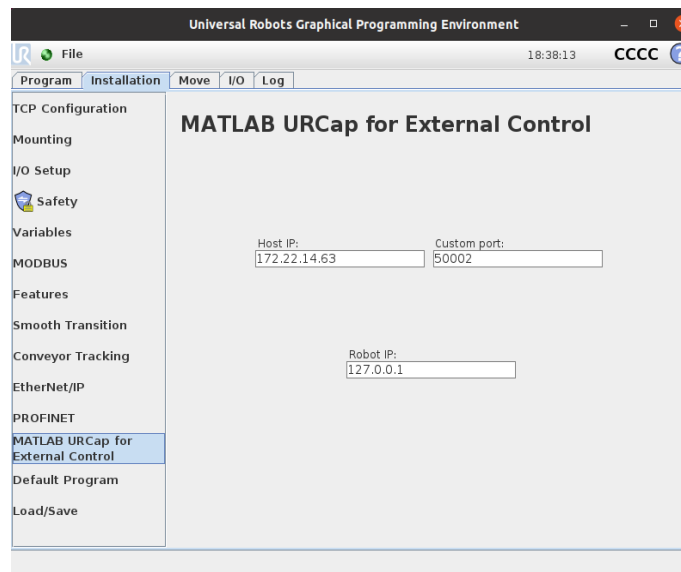 Universal Robots Graphical Programming Environment
File
18:38:13
CCCC
Program
Installation
Move
I/O
Log
TCP Configuration
Mounting
I/O Setup
Safety
Variables
MODBUS
Features
Smooth Transition
Conveyor Tracking
EtherNet/IP
PROFINET
MATLAB URCap for
External Control
Default Program
Load/Save
MATLAB URCap for External Control
Host IP:
172.22.14.63
Custom port:
50002
Robot IP:
127.0.0.1